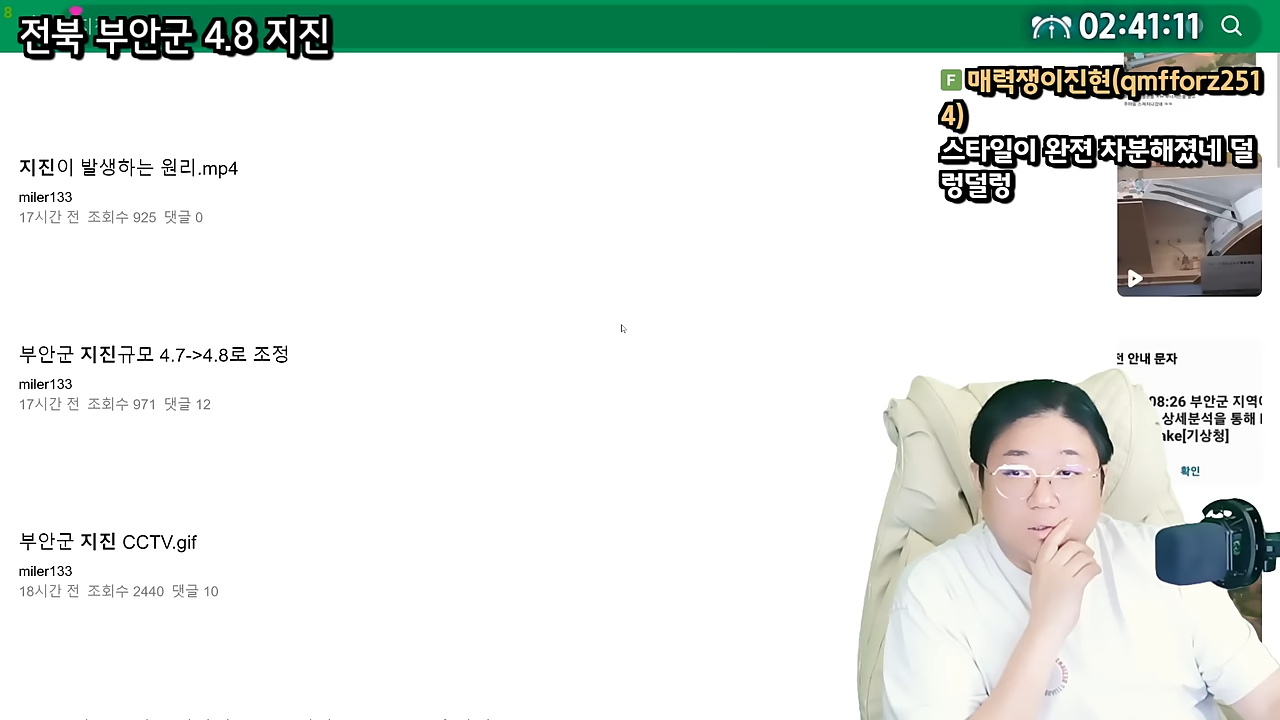 8
전북 부안군 4.8 지진
02:41:11
F 매력쟁이진현(qmfforz251
4)
스타일이 완젼 차분해졌네 덜
렁덜렁
지진이 발생하는 원리.mp4
miler133
17시간 전 조회수 925 댓글 0
부안군 지진규모 4.7->4.8로 조정
miler133
17시간 전 조회수 971 댓글 12
전 안내 문자
08:26 부안군 지역
상세분석을 통해
ake[기상청]
확인
부안군 지진 CCTV.gif
miler133
18시간 전 조회수 2440 댓글 10